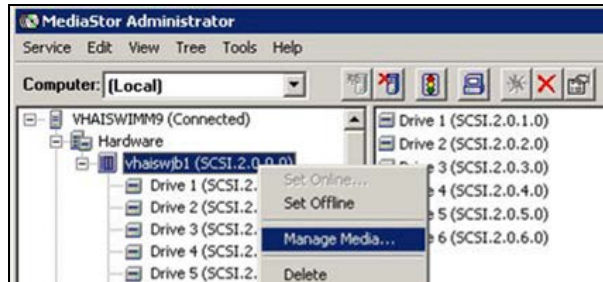 MediaStor Administrator
Service Edit View Tree Tools Help
Computer: (Local)
VHAISWIMM9 (Connected)
Hardware
vhaiswjb1 (SCSI.2.0.0.0)
Drive 1 (SCSI.2.
Drive 2 (SCSI.2.
Drive 3 (SCSI.2.
Drive 4 (SCSI.2.
Drive 5 (SCSI.2.
Set Online...
Set Offline
Manage Media...
Delete
Drive 1 (SCSI.2.0.1.0)
Drive 2 (SCSI.2.0.2.0)
3 (SCSI.2.0.3.0)
4 (SCSI.2.0.4.0)
5 (SCSI.2.0.5.0)
6 (SCSI.2.0.6.0)